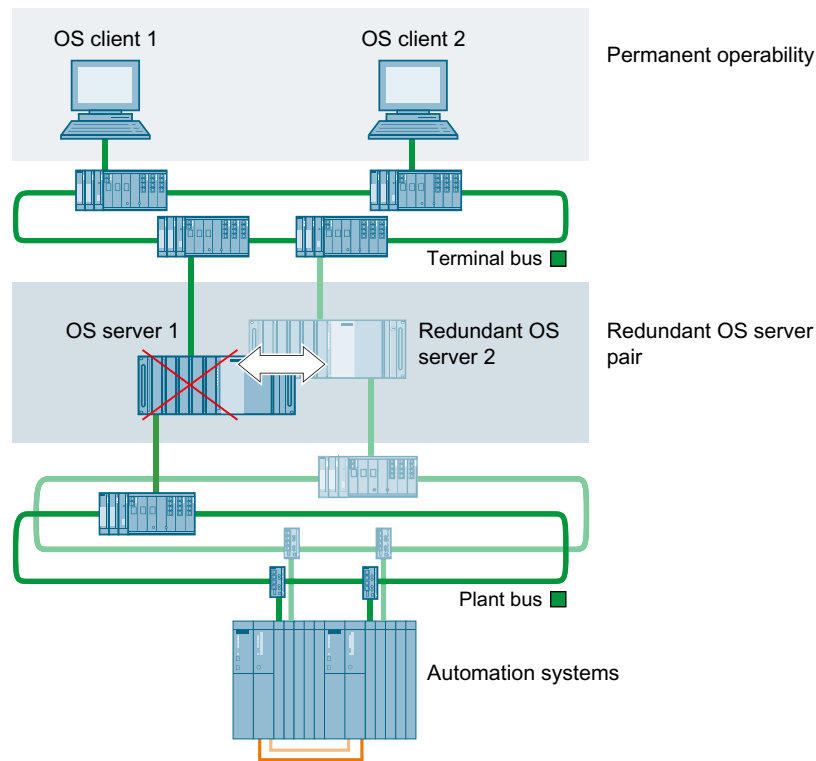 OS client 1
OS client 2
Permanent operability
Terminal bus
OS server 1
Redundant OS
server 2
Redundant OS server
pair
Plant bus
Automation systems